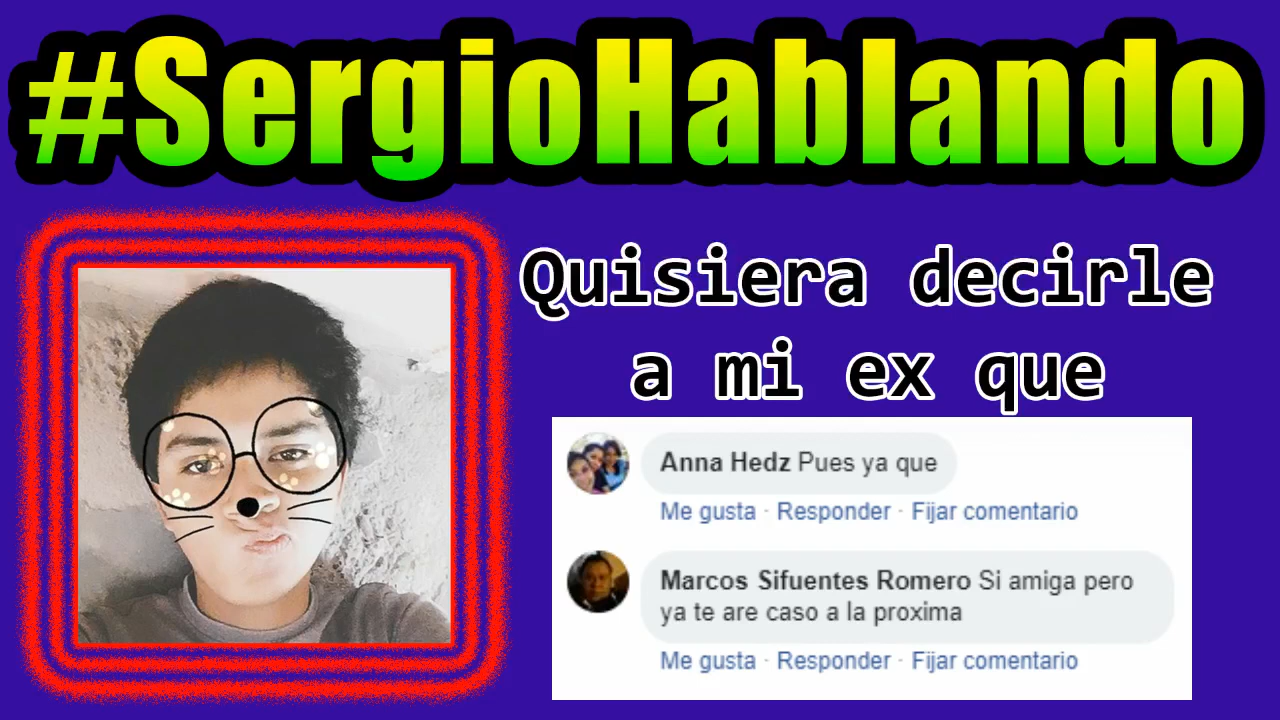 #SergioHablando
Quisiera decirle
a mi ex que
Anna Hedz Pues ya que
Me gusta · Responder · Fijar comentario
Marcos Sifuentes Romero Si amiga pero
ya te are caso a la proxima
Me gusta · Responder · Fijar comentario